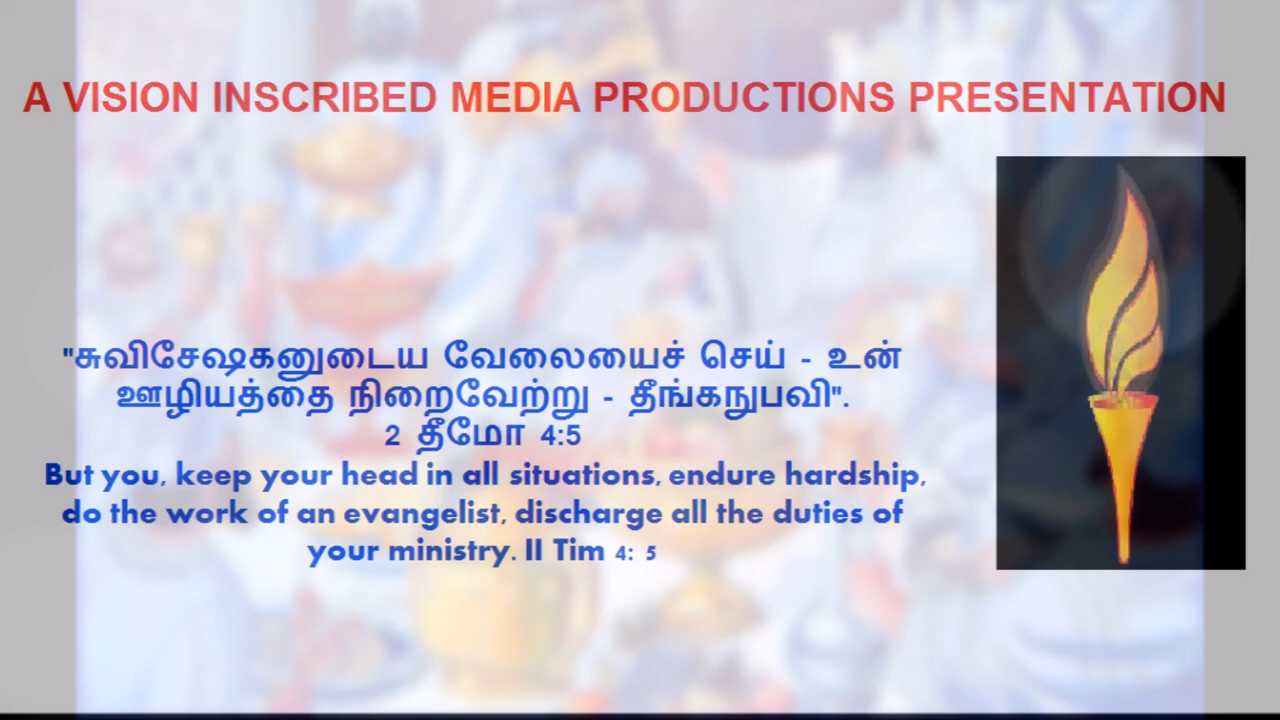 A VISION INSCRIBED MEDIA PRODUCTIONS PRESENTATION
"சுவிசேஷகனுடைய வேலையைச் செய் - உன்
ஊழியத்தை நிறைவேற்று - தீங்கநுபவி".
2 தீமோ 4:5
But you, keep your head in all situations, endure hardship,
do the work of an evangelist, discharge all the duties of
your ministry. II Tim 4: 5